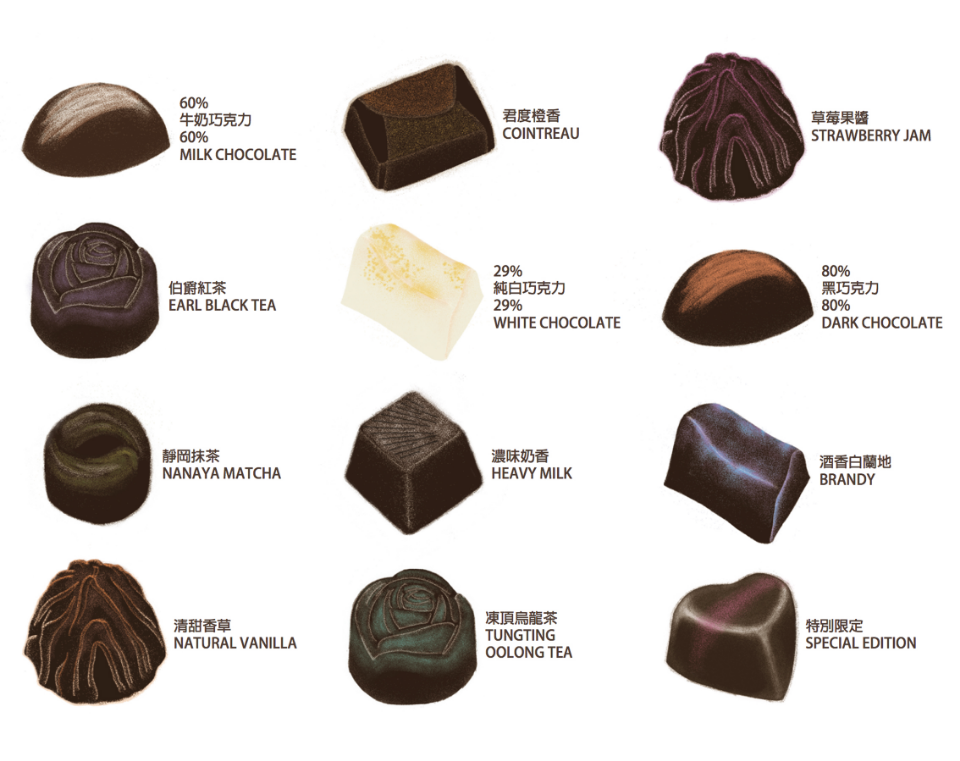 60%
牛奶巧克力
60%
MILK CHOCOLATE
君度橙香
COINTREAU
草莓果醬
STRAWBERRY JAM
伯爵紅茶
EARL BLACK TEA
29%
純白巧克力
29%
WHITE CHOCOLATE
80%
黑巧克力
80%
DARK CHOCOLATE
靜岡抹茶
NANAYA MATCHA
濃味奶香
HEAVY MILK
酒香白蘭地
BRANDY
清甜香草
NATURAL VANILLA
凍頂烏龍茶
TUNGTING
OOLONG TEA
特別限定
SPECIAL EDITION